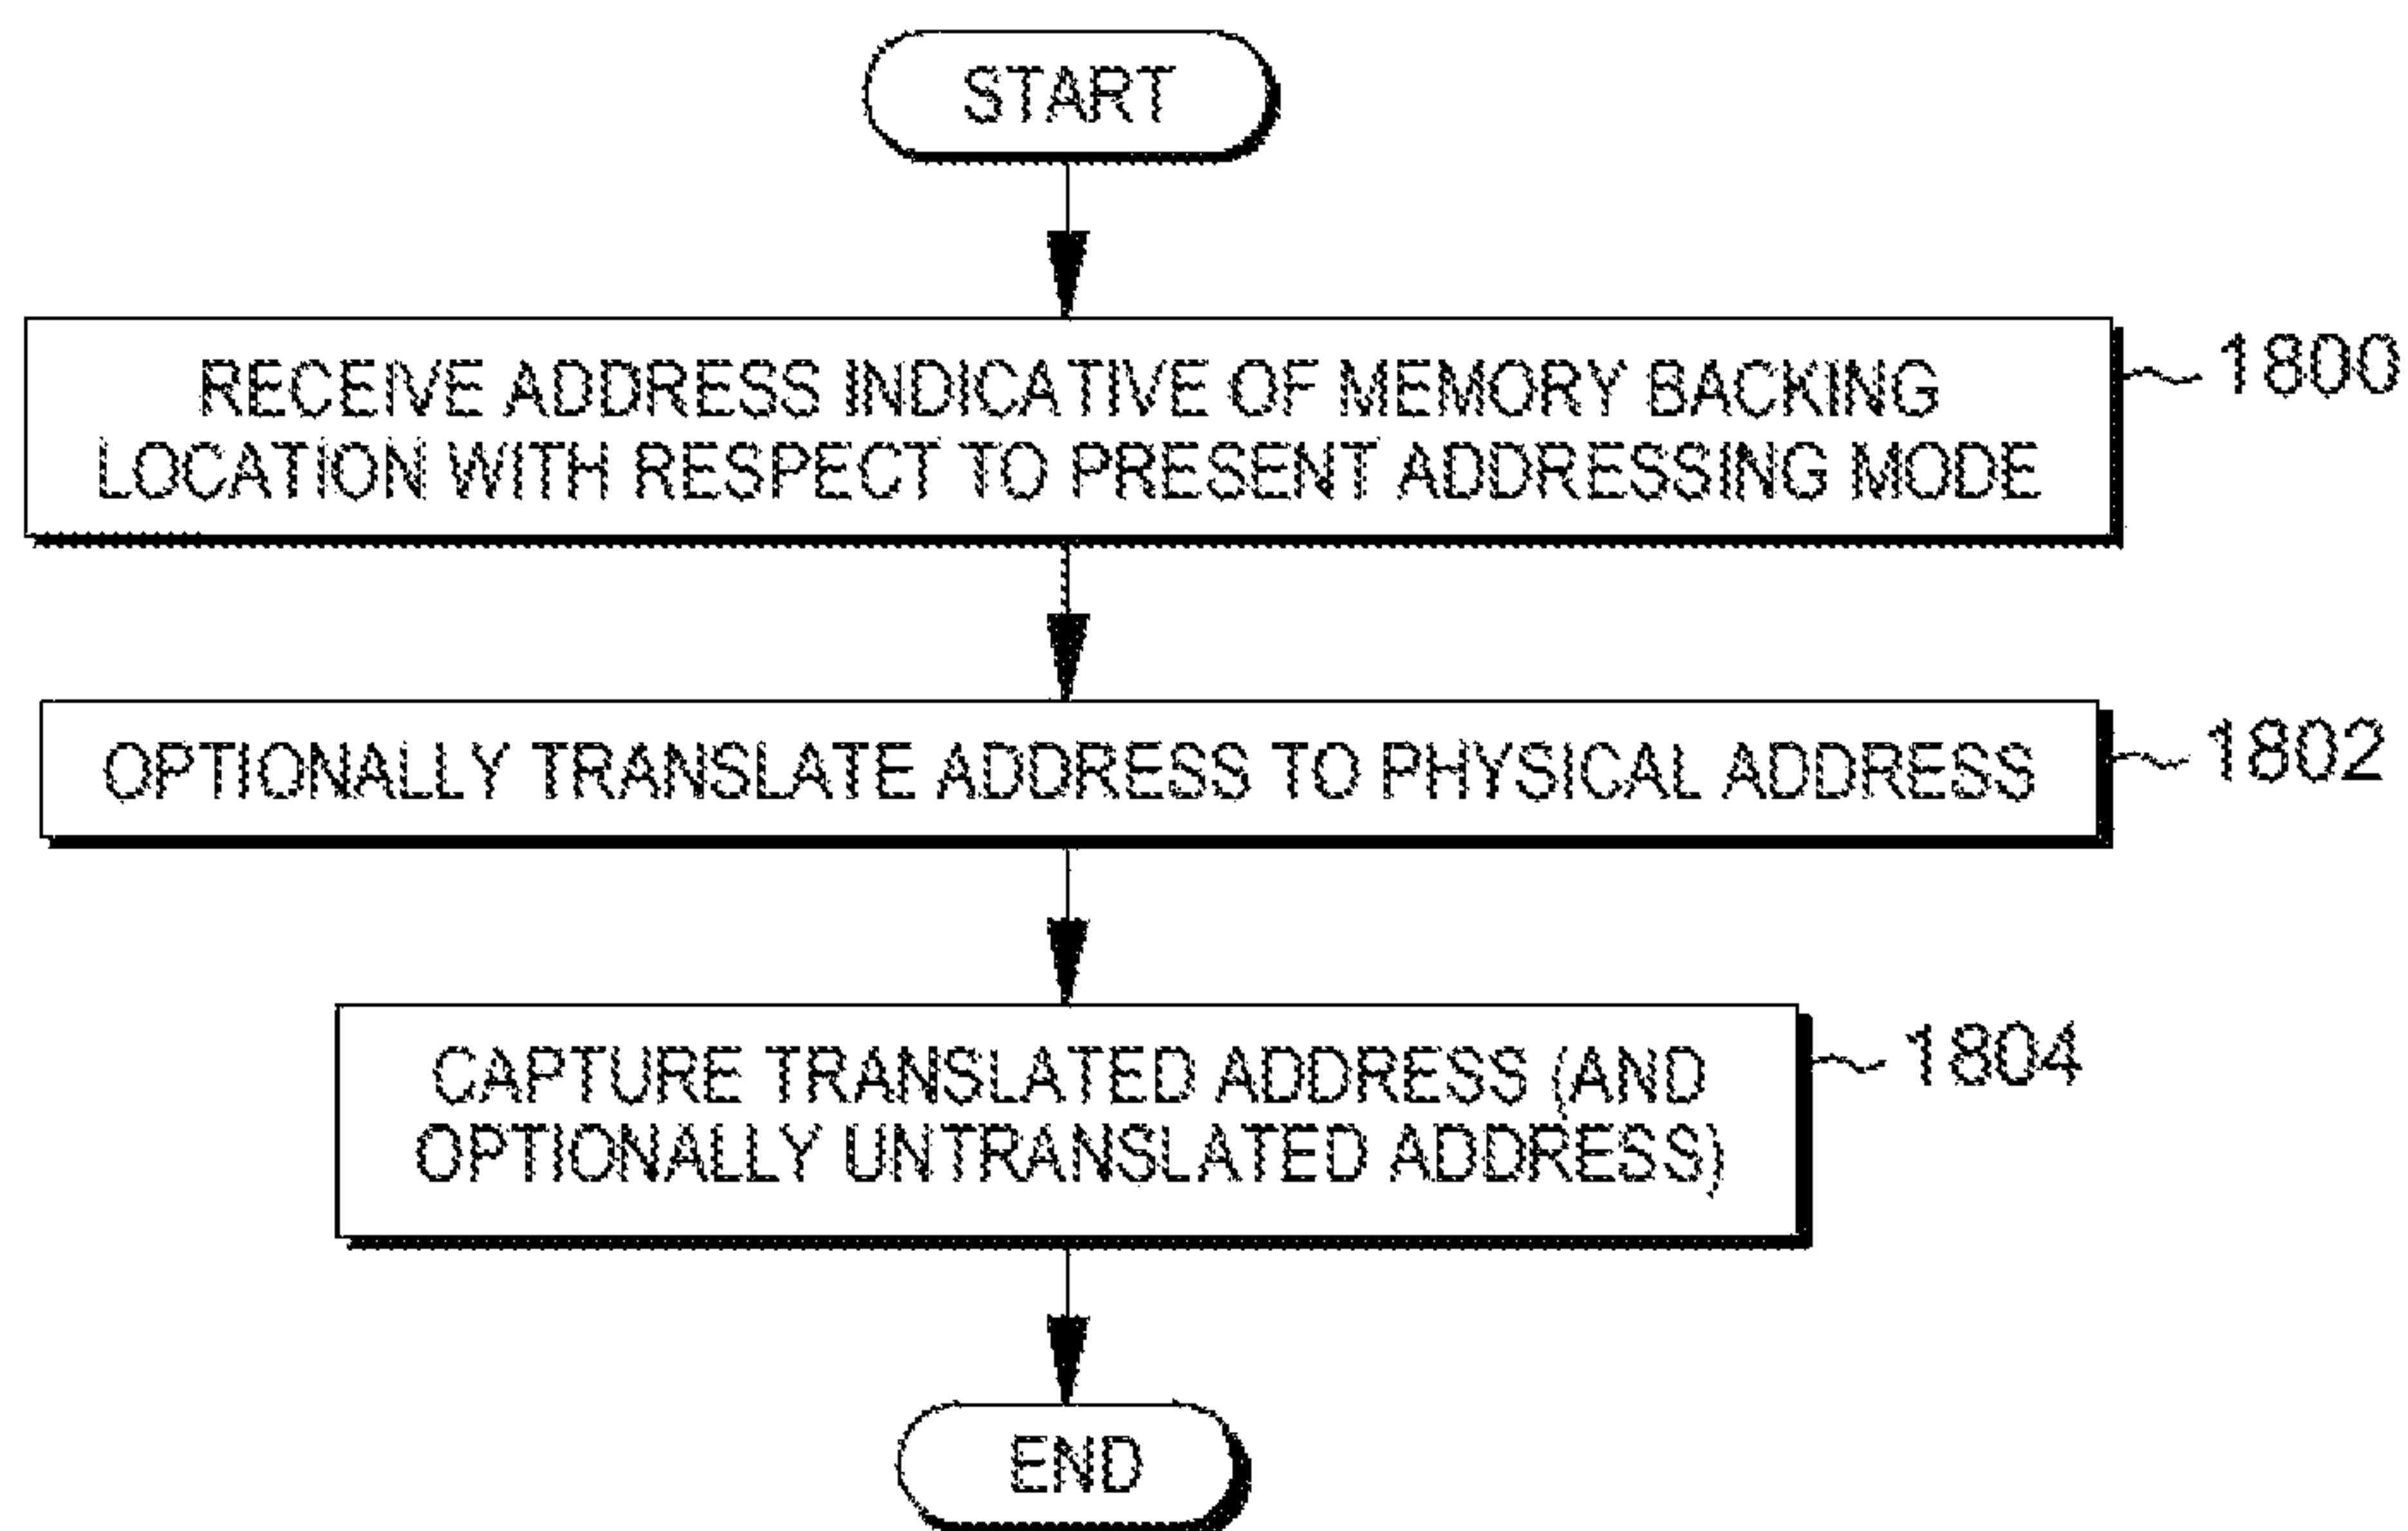 START
RECEIVE ADDRESS INDICATIVE OF MEMORY BACKING
LOCATION WITH RESPECT TO PRESENT ADDRESSING MODE
1800
OPTIONALLY TRANSLATE ADDRESS TO PHYSICAL ADDRESS
1802
CAPTURE TRANSLATED ADDRESS (AND
OPTIONALLY UNTRANSLATED ADDRESS)
1804
END